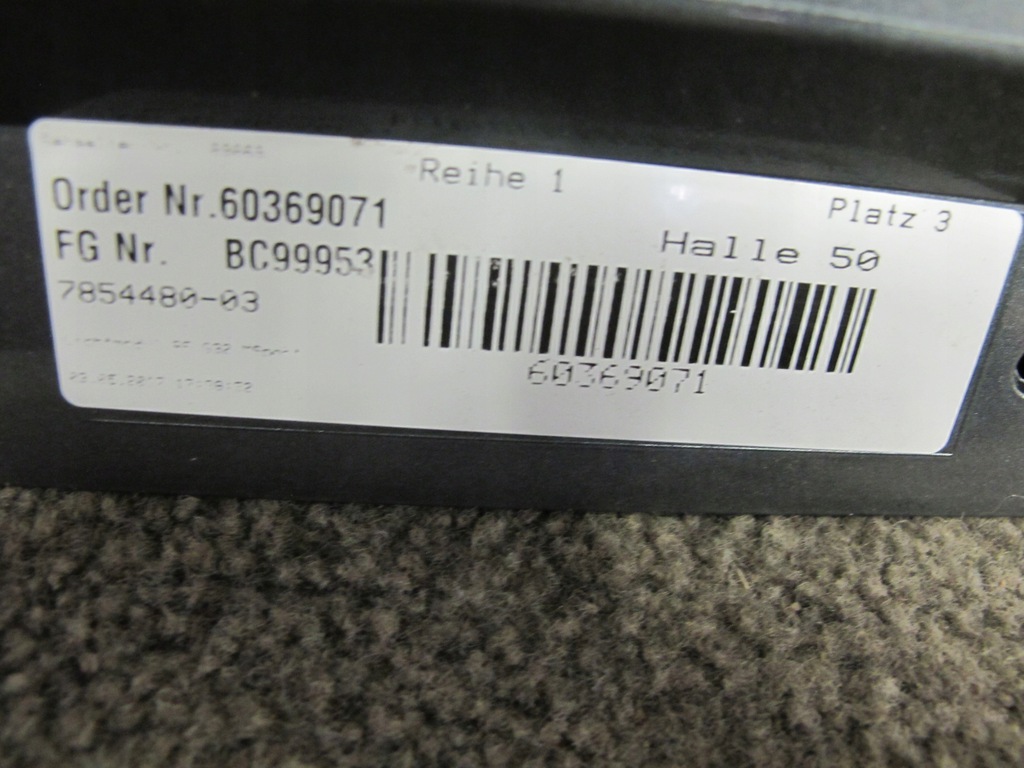 Reihe 1
Platz 3
Order Nr.60369071
Halle 50
FG Nr. BC99953
7854480-03
60369071